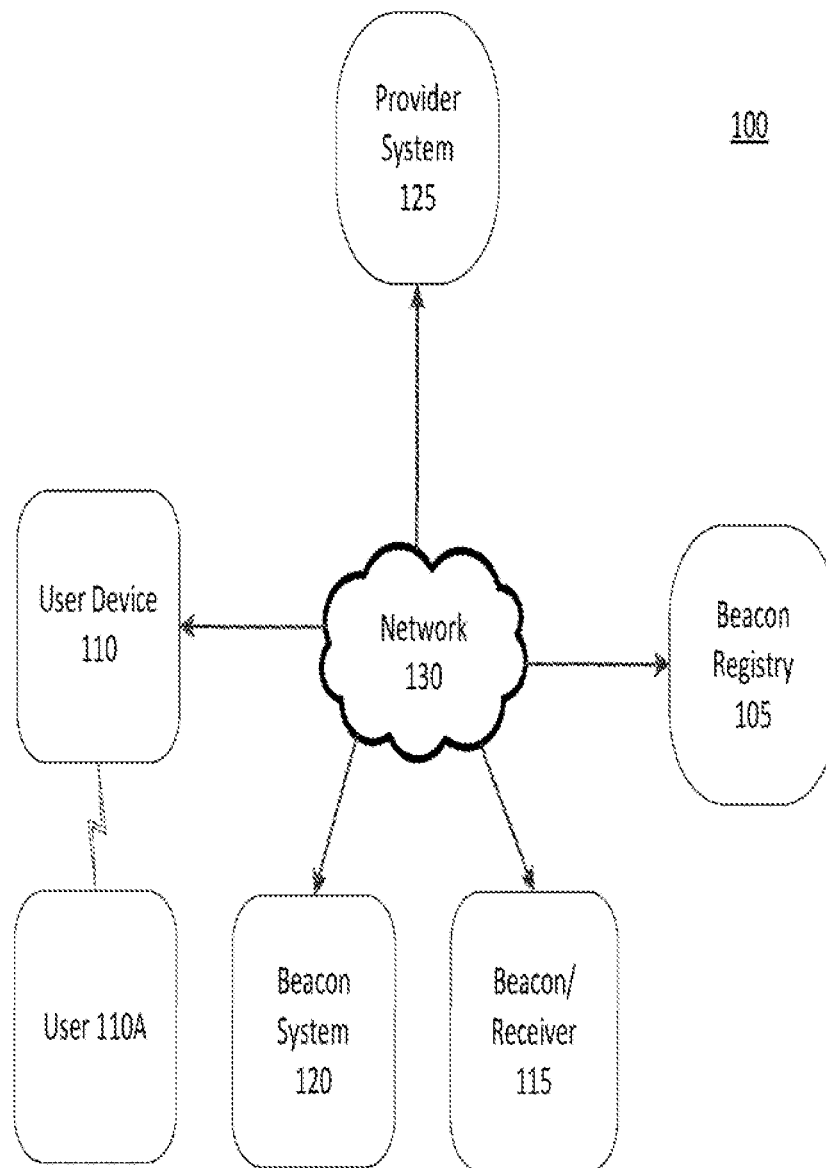 Provider
System
125
100
User Device
110
Network
130
Beacon
Registry
105
User 110A
Beacon
System
120
Beacon/
Receiver
115